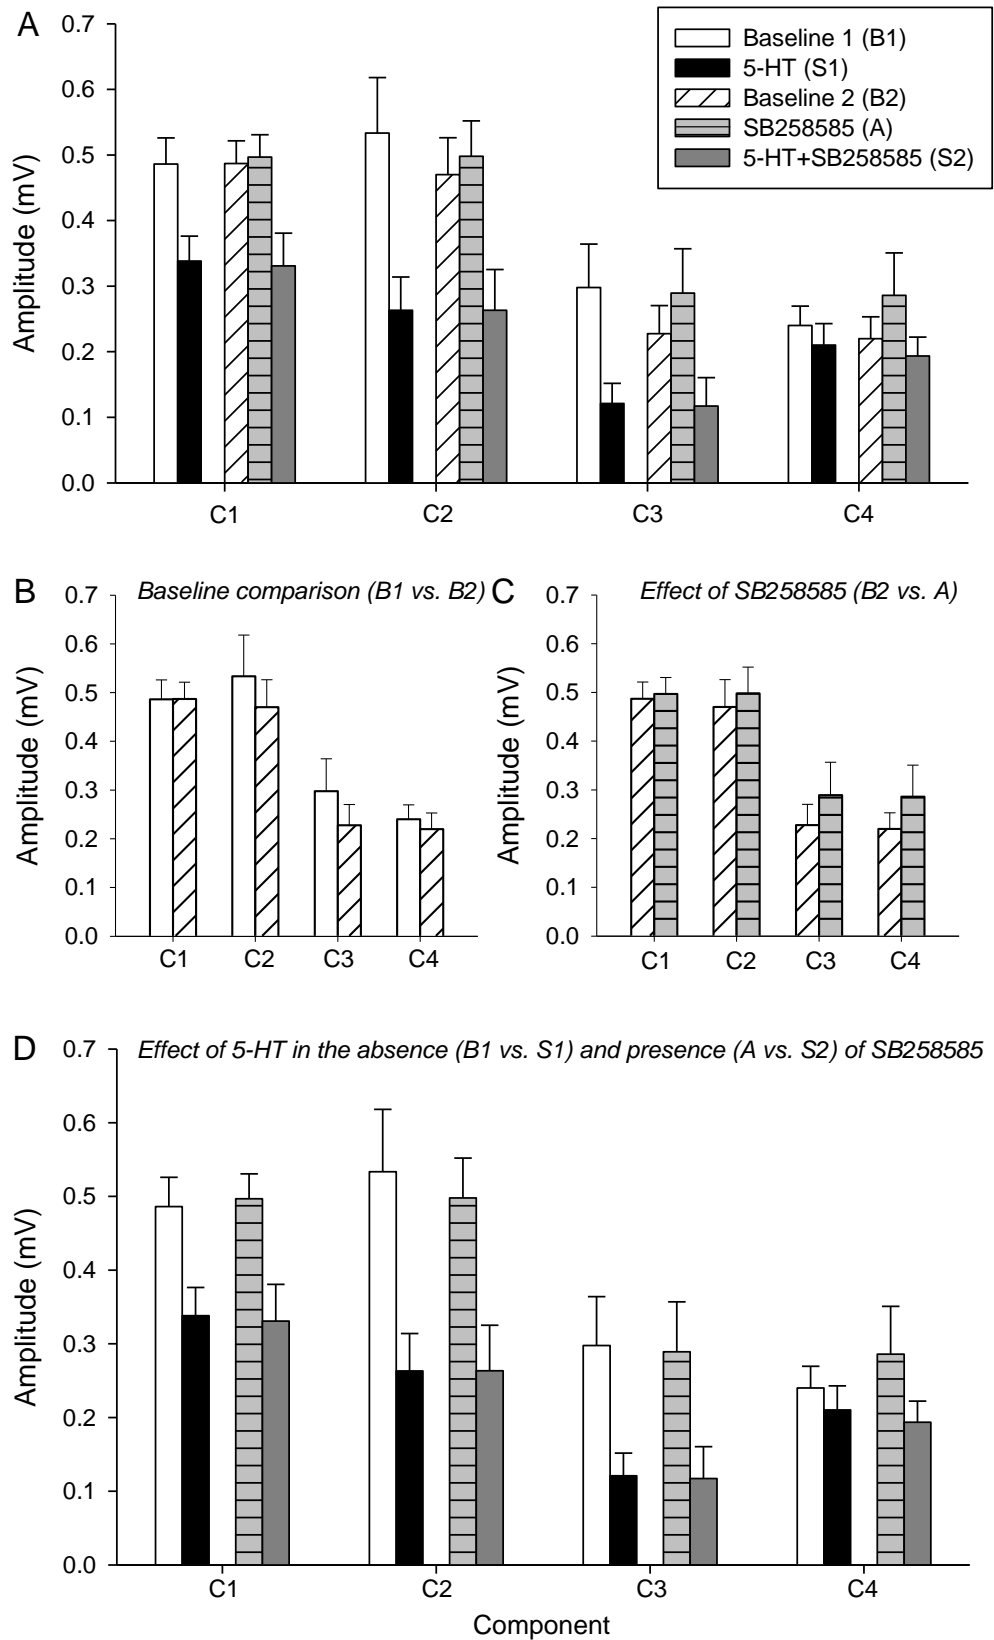 A
0.7
0.6
0.5
0.4
0.3
0.2
0.1
0.0
Amplitude (mV)
Baseline 1 (B1)
5-HT (S1)
Baseline 2 (B2)
SB258585 (A)
5-HT+SB258585 (S2)
C1 C2 C3 C4
B
Baseline comparison (B1 vs. B2)
0.7
0.6
0.5
0.4
0.3
0.2
0.1
0.0
Amplitude (mV)
C1 C2 C3 C4
C
Effect of SB258585 (B2 vs. A)
0.7
0.6
0.5
0.4
0.3
0.2
0.1
0.0
Amplitude (mV)
C1 C2 C3 C4
D
Effect of 5-HT in the absence (B1 vs. S1) and presence (A vs. S2) of SB258585
0.7
0.6
0.5
0.4
0.3
0.2
0.1
0.0
Amplitude (mV)
C1 C2 C3 C4
Component